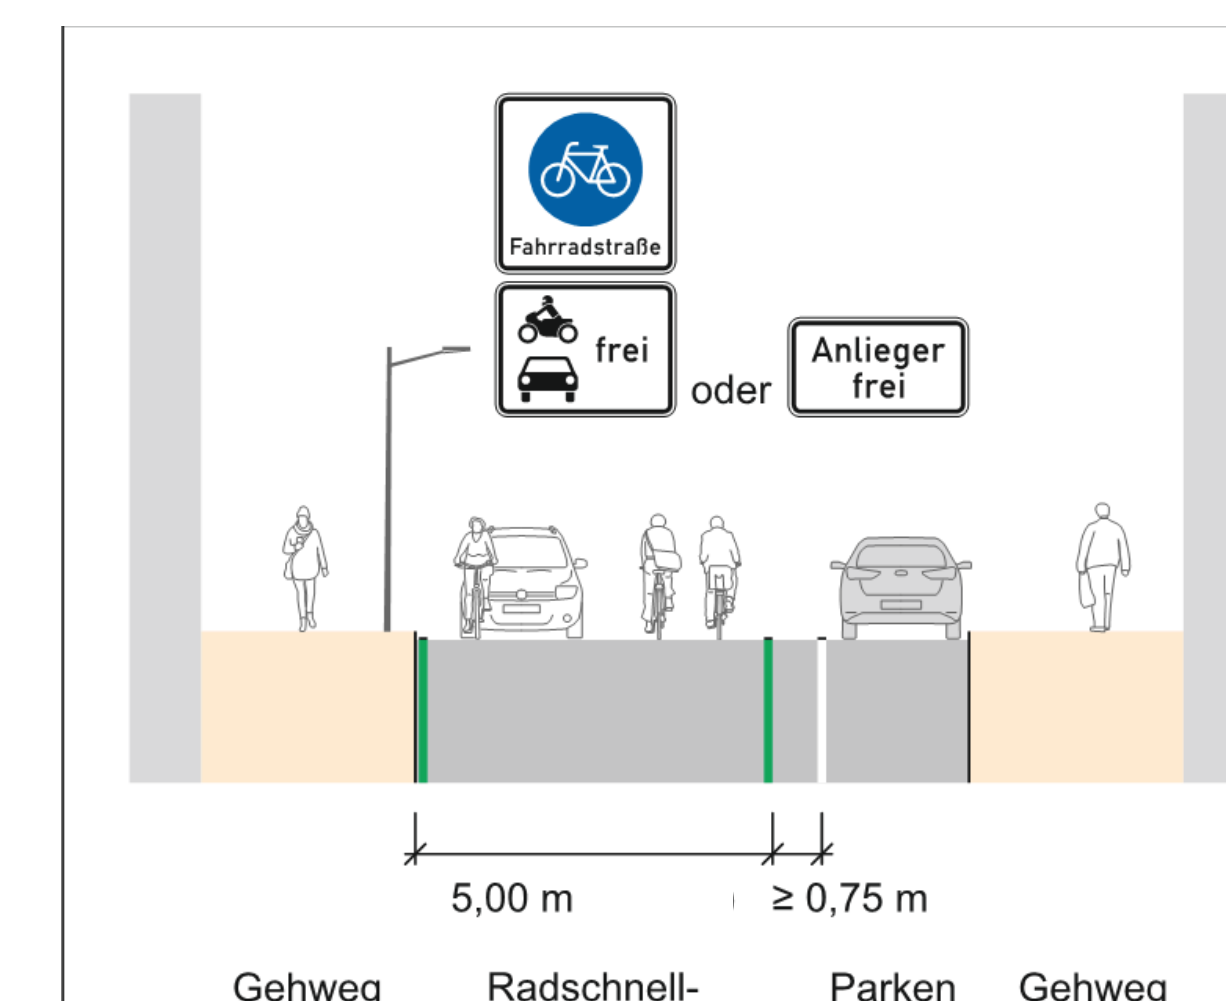 Fahrradstraße
frei
oder
Anlieger
frei
5,00 m
≥ 0,75 m
Gehweg
Radschnell-
Parken
Gehweg